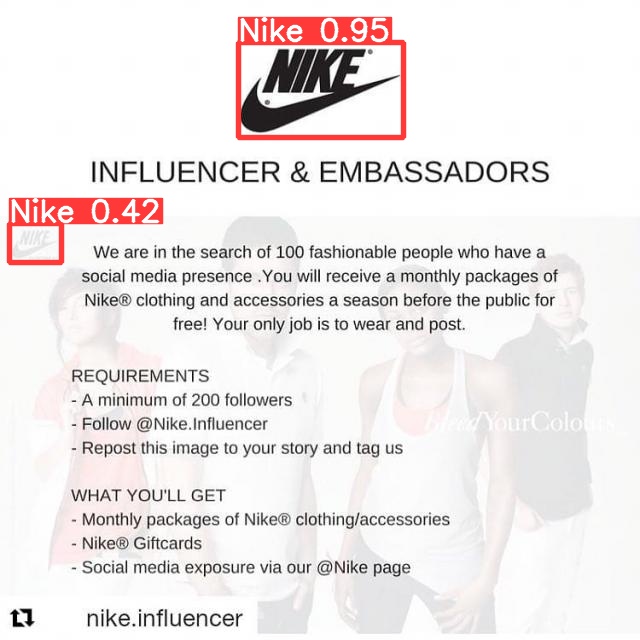 Nike 0.95
NIKE
INFLUENCER & EMBASSADORS
Nike 0.42
NIKE
We are in the search of 100 fashionable people who have a
social media presence .You will receive a monthly packages of
Nike® clothing and accessories a season before the public for
free! Your only job is to wear and post.
REQUIREMENTS
- A minimum of 200 followers
- Follow @Nike.Influencer
- Repost this image to your story and tag us
BleedYourColours
WHAT YOU'LL GET
- Monthly packages of Nike® clothing/accessories
- Nike® Giftcards
- Social media exposure via our @Nike page
nike.influencer